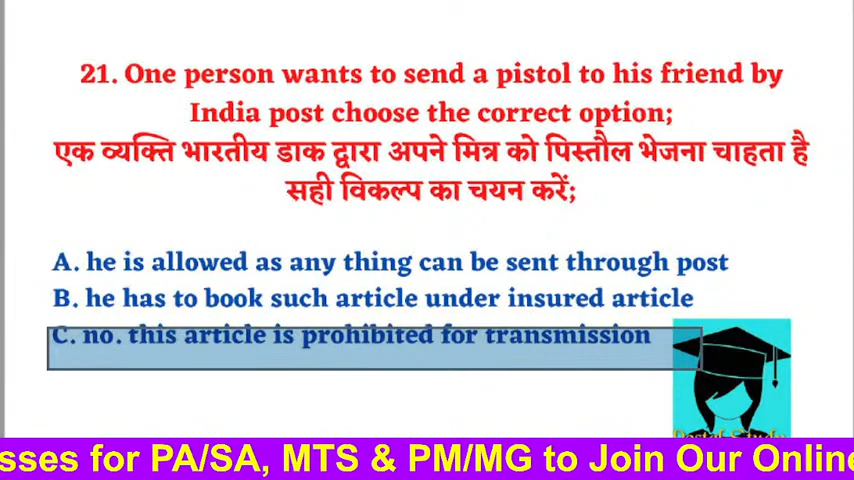 21. One person wants to send a pistol to his friend by
India post choose the correct option;
एक व्यक्ति भारतीय डाक द्वारा अपने मित्र को पिस्तौल भेजना चाहता है
सही विकल्प का चयन करें;
A. he is allowed as any thing can be sent through post
B. he has to book such article under insured article
C. no. this article is prohibited for transmission
sses for PA/SA, MTS & PM/MG to Join Our Online